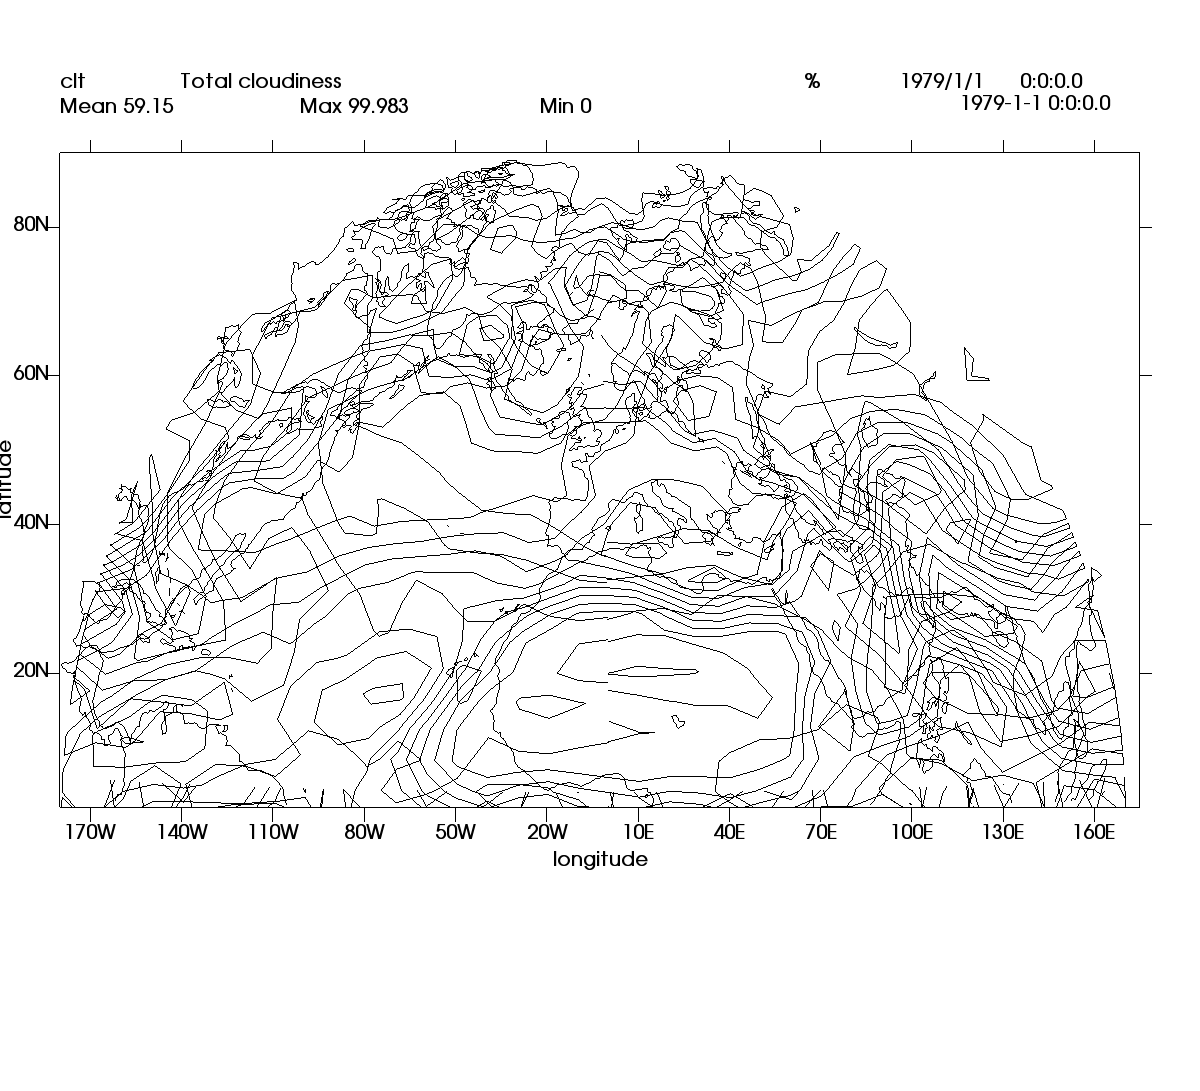 clt Total cloudiness % 1979/1/1 0:0:0.0
Mean 59.15 Max 99.983 Min 0 1979-1-1 0:0:0.0
80N
60N
latitude
40N
20N
170W 140W 110W 80W 50W 20W 10E 40E 70E 100E 130E 160E
longitude